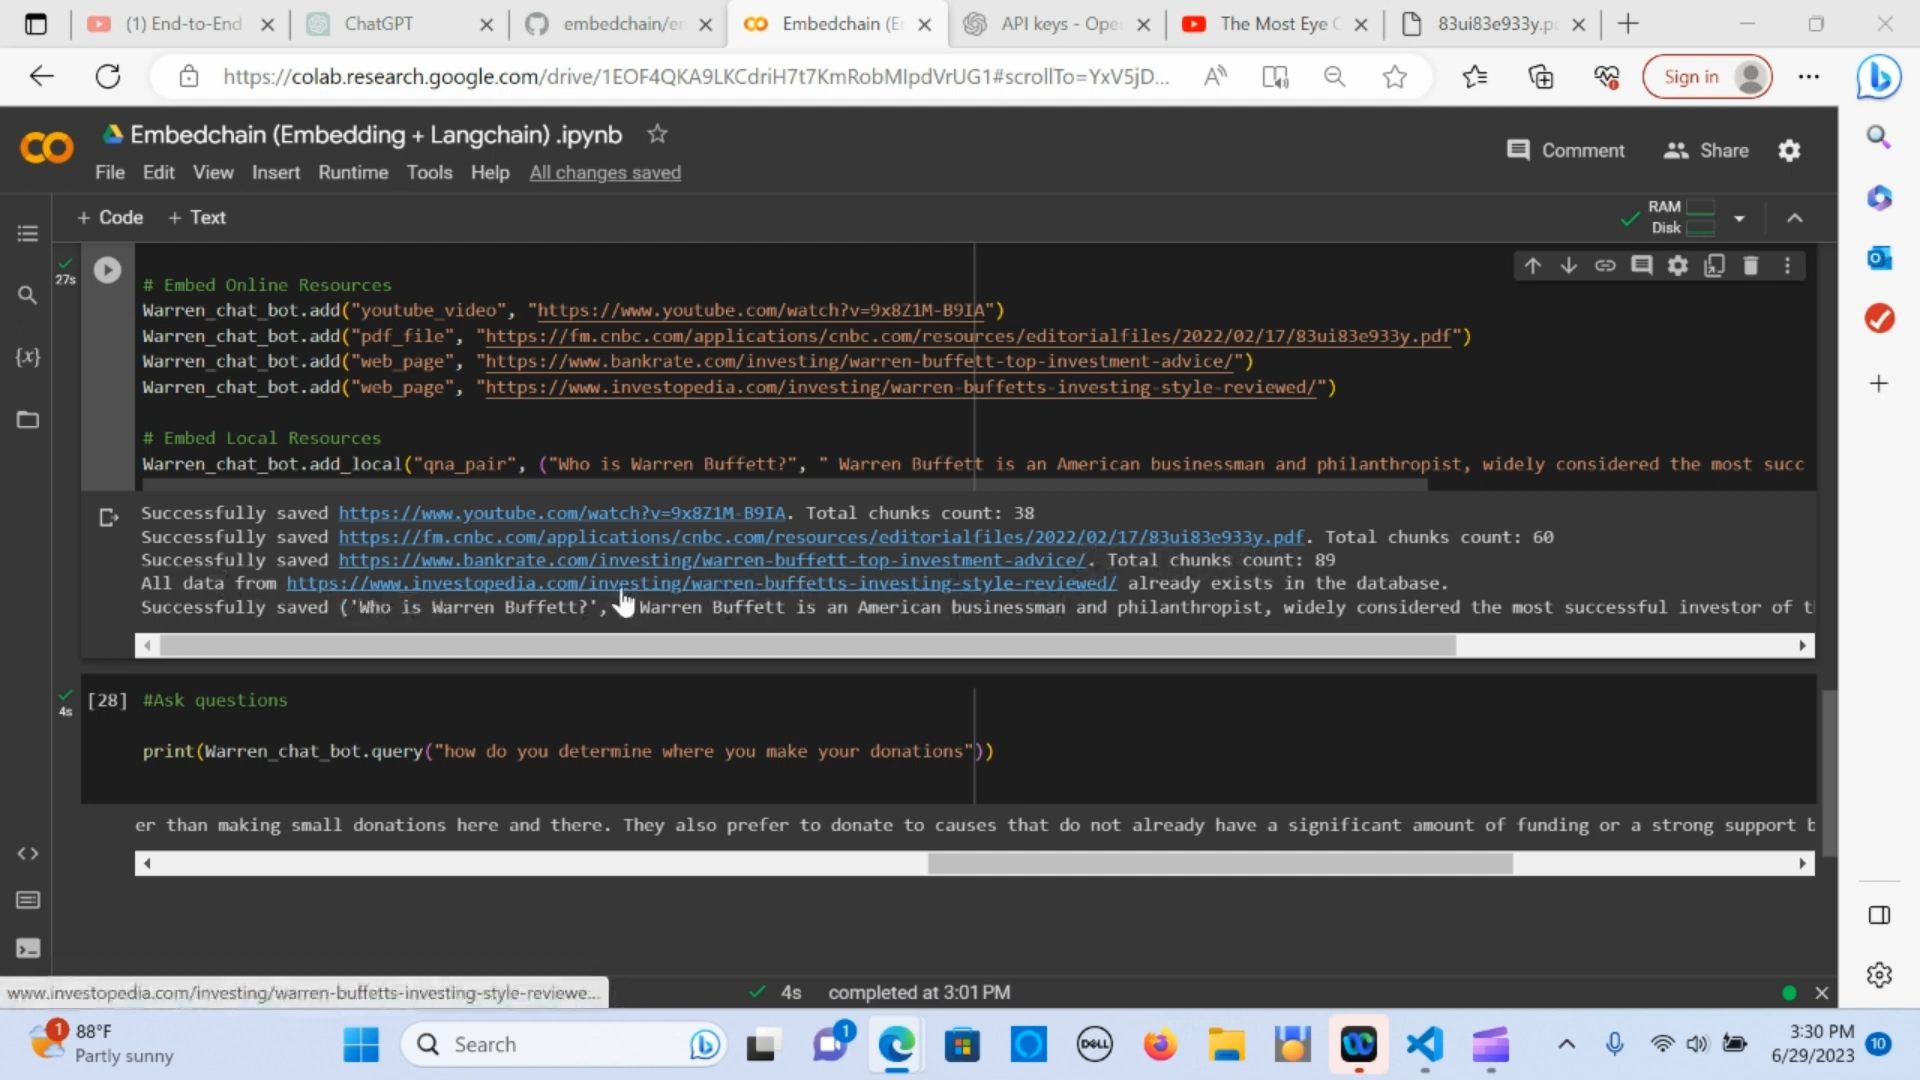 (1) End-to-End
ChatGPT
embedchain/en
Embedchain (E
API keys - Ope
The Most Eye C
83ui83e933y.p
https://colab.research.google.com/drive/1EOF4QKA9LKCdriH7t7KmRobMIpdVrUG1#scrollTo=YxV5jD...
Sign in
Embedchain (Embedding + Langchain) .ipynb
Comment
Share
File Edit View Insert Runtime Tools Help All changes saved
+ Code + Text
RAM
Disk
27s
# Embed Online Resources
Warren_chat_bot.add("youtube_video", "https://www.youtube.com/watch?v=9x8Z1M-B9IA")
Warren_chat_bot.add("pdf_file", "https://fm.cnbc.com/applications/cnbc.com/resources/editorialfiles/2022/02/17/83ui83e933y.pdf")
Warren_chat_bot.add("web_page", "https://www.bankrate.com/investing/warren-buffett-top-investment-advice/")
Warren_chat_bot.add("web_page", "https://www.investopedia.com/investing/warren-buffetts-investing-style-reviewed/")
# Embed Local Resources
Warren_chat_bot.add_local("qna_pair", ("Who is Warren Buffett?", " Warren Buffett is an American businessman and philanthropist, widely considered the most succ
Successfully saved https://www.youtube.com/watch?v=9x8Z1M-B9IA. Total chunks count: 38
Successfully saved https://fm.cnbc.com/applications/cnbc.com/resources/editorialfiles/2022/02/17/83ui83e933y.pdf. Total chunks count: 60
Successfully saved https://www.bankrate.com/investing/warren-buffett-top-investment-advice/. Total chunks count: 89
All data from https://www.investopedia.com/investing/warren-buffetts-investing-style-reviewed/ already exists in the database.
Successfully saved ('Who is Warren Buffett?', Warren Buffett is an American businessman and philanthropist, widely considered the most successful investor of t
4s
[28] #Ask questions
print(Warren_chat_bot.query("how do you determine where you make your donations"))
er than making small donations here and there. They also prefer to donate to causes that do not already have a significant amount of funding or a strong support b
www.investopedia.com/investing/warren-buffetts-investing-style-reviewe...
4s completed at 3:01 PM
1
88°F
Partly sunny
Search
1
DELL
3:30 PM
6/29/2023
10